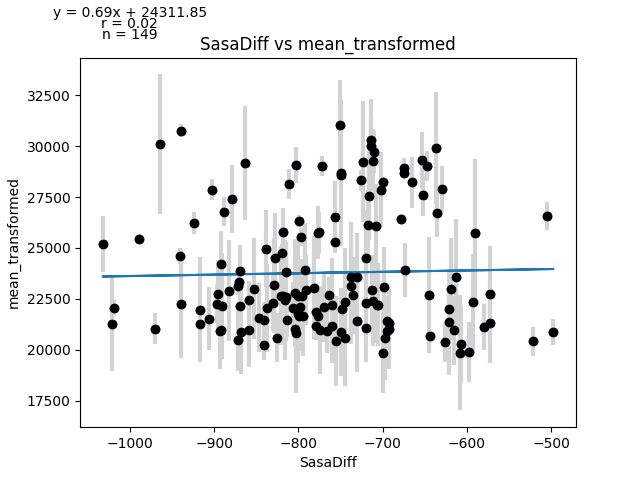 y = 0.69x + 24311.85
r = 0.02
n = 149
SasaDiff vs mean_transformed
32500
30000
27500
25000
22500
20000
17500
mean_transformed
−1000
−900
−800
−700
−600
−500
SasaDiff